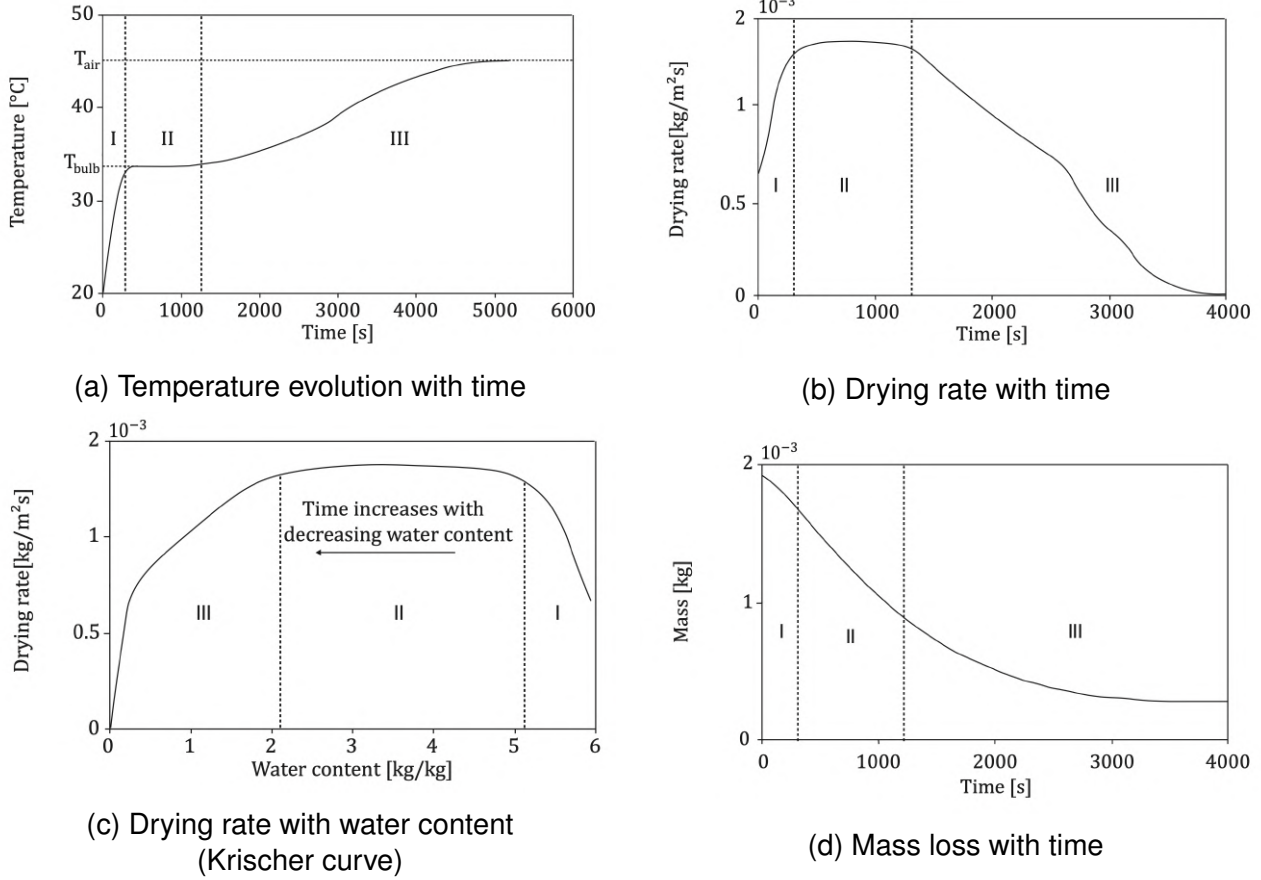 50
T_air
40
I
II
III
T_bulb
30
20
Temperature [°C]
0
1000
2000
3000
4000
5000
6000
Time [s]
(a) Temperature evolution with time
10⁻³
2
1
0.5
0
Drying rate[kg/m²s]
I
II
III
0
1000
2000
3000
4000
Time [s]
(b) Drying rate with time
10⁻³
2
1
0.5
0
Drying rate[kg/m²s]
Time increases with
decreasing water content
III
II
I
0
1
2
3
4
5
6
Water content [kg/kg]
(c) Drying rate with water content
(Krischer curve)
10⁻³
2
1
0
Mass [kg]
I
II
III
0
1000
2000
3000
4000
Time [s]
(d) Mass loss with time